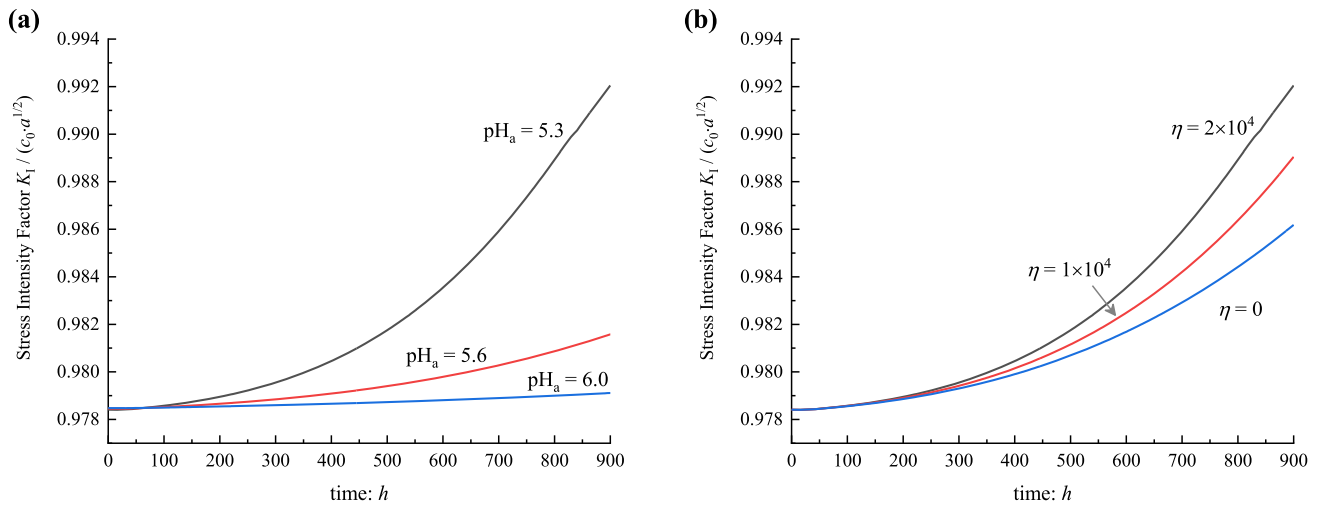 (a)
0.994
0.992
0.990
0.988
0.986
0.984
0.982
0.980
0.978
Stress Intensity Factor K_I / (c_0·a^{1/2})
pH_a = 5.3
pH_a = 5.6
pH_a = 6.0
0 100 200 300 400 500 600 700 800 900
time: h
(b)
0.994
0.992
0.990
0.988
0.986
0.984
0.982
0.980
0.978
Stress Intensity Factor K_I / (c_0·a^{1/2})
η = 2×10^4
η = 1×10^4
η = 0
0 100 200 300 400 500 600 700 800 900
time: h